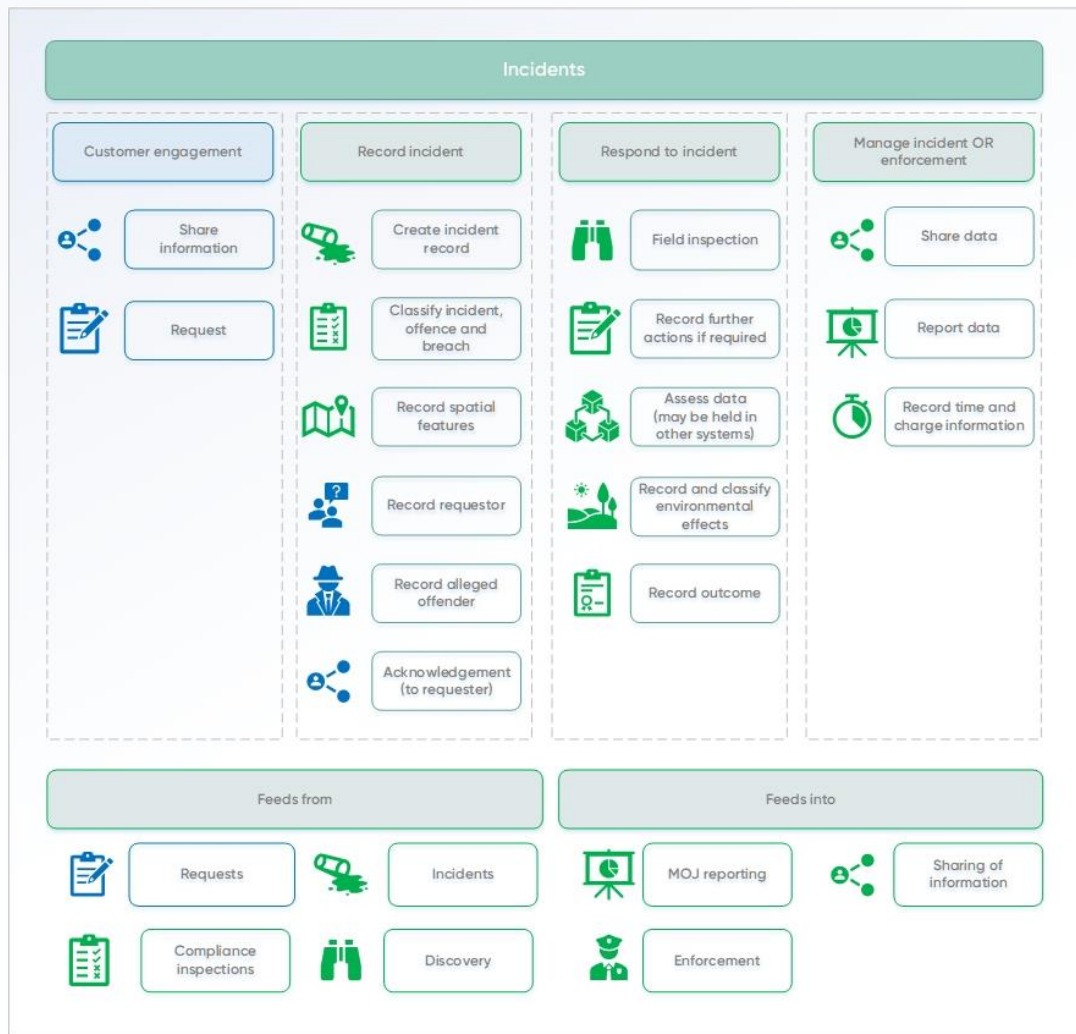 Incidents
Customer engagement
Share
information
Request
Record incident
Create incident
record
Classify incident,
offence and
breach
Record spatial
features
?
Record requestor
Record alleged
offender
Acknowledgement
(to requester)
Respond to incident
Field inspection
Record further
actions if required
Assess data
(may be held in
other systems)
Record and classify
environmental
effects
Record outcome
Manage incident OR
enforcement
Share data
Report data
Record time and
charge information
Feeds from
Requests
Incidents
Compliance
inspections
Discovery
Feeds into
MOJ reporting
Sharing of
information
Enforcement